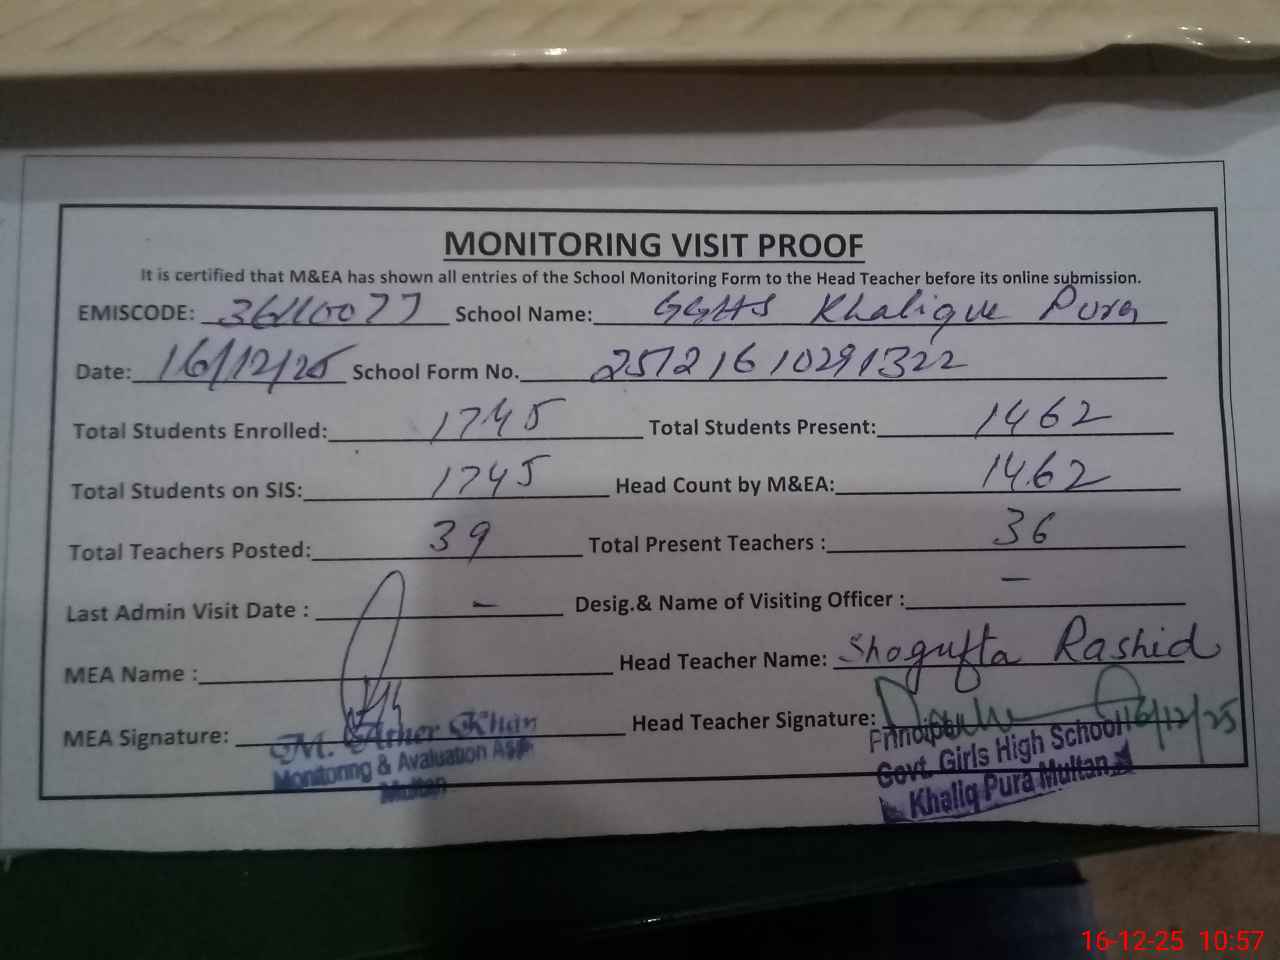 MONITORING VISIT PROOF
It is certified that M&EA has shown all entries of the School Monitoring Form to the Head Teacher before its online submission.
EMISCODE: 36110077 School Name: GGHS Khalique Pura
Date: 16/12/25 School Form No. 25121610291322
Total Students Enrolled: 1745 Total Students Present: 1462
Total Students on SIS: 1745 Head Count by M&EA: 1462
Total Teachers Posted: 39 Total Present Teachers : 36
Last Admin Visit Date : - Desig.& Name of Visiting Officer : -
MEA Name : Head Teacher Name: Shogufta Rashid
MEA Signature: Head Teacher Signature: 16/12/25
M. Ather Khan
Monitoring & Evaluation Asst.
Multan
Principal
Govt. Girls High School
Khaliq Pura Multan
16-12-25 10:57